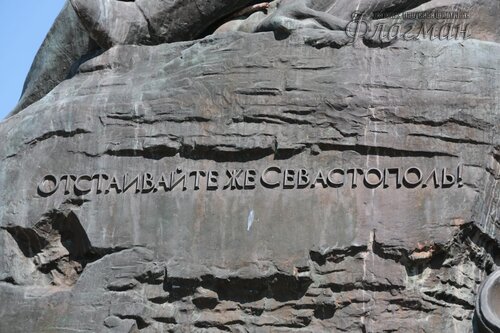 Флагман
ОТСТАИВАЙТЕ ЖЕ СЕВАСТОПОЛЬ!